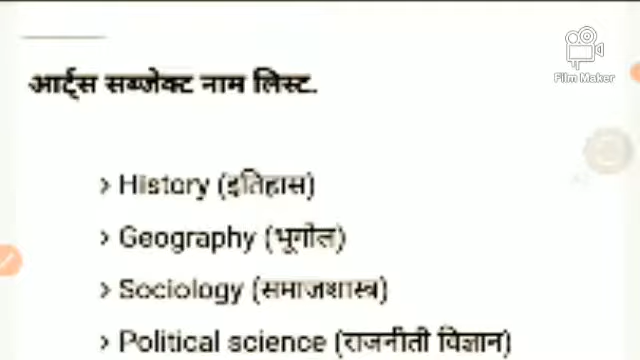 आर्ट्स सब्जेक्ट नाम लिस्ट.
Film Maker
> History (इतिहास)
> Geography (भूगोल)
> Sociology (समाजशास्त्र)
> Political science (राजनीती विज्ञान)